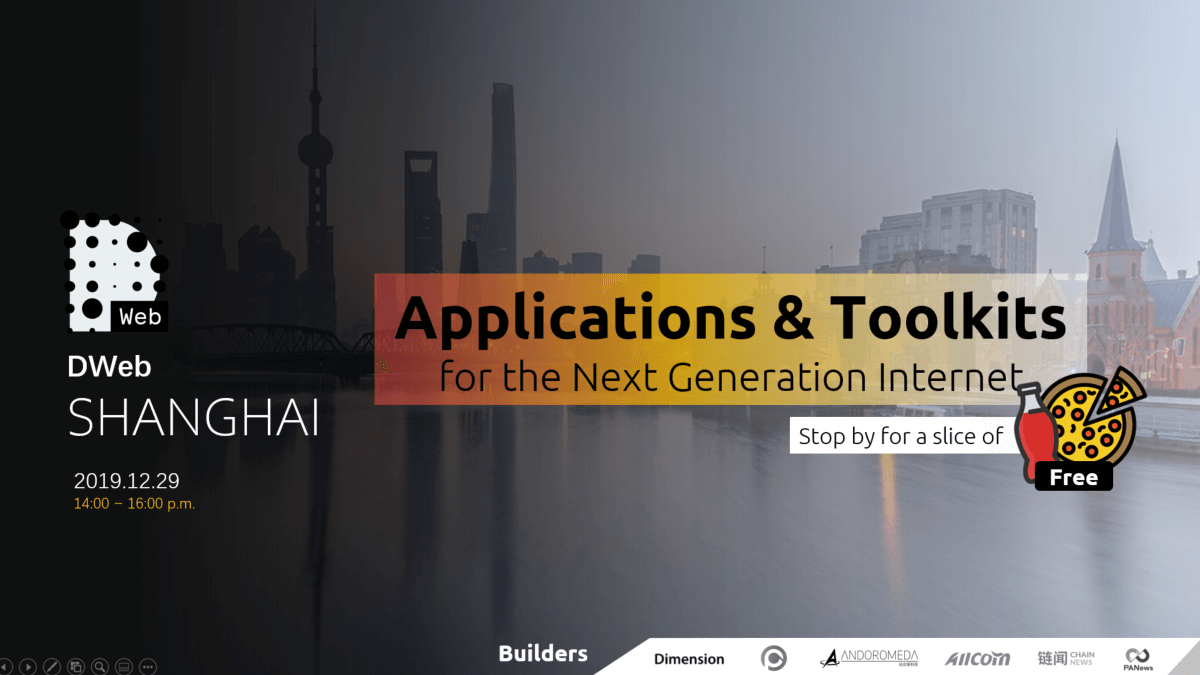 Web
DWeb
SHANGHAI
2019.12.29
14:00 – 16:00 p.m.
Applications & Toolkits
for the Next Generation Internet
Stop by for a slice of
Free
Builders
Dimension
ANDOROMEDA
AllCOM
链闻 CHAIN NEWS
PANews